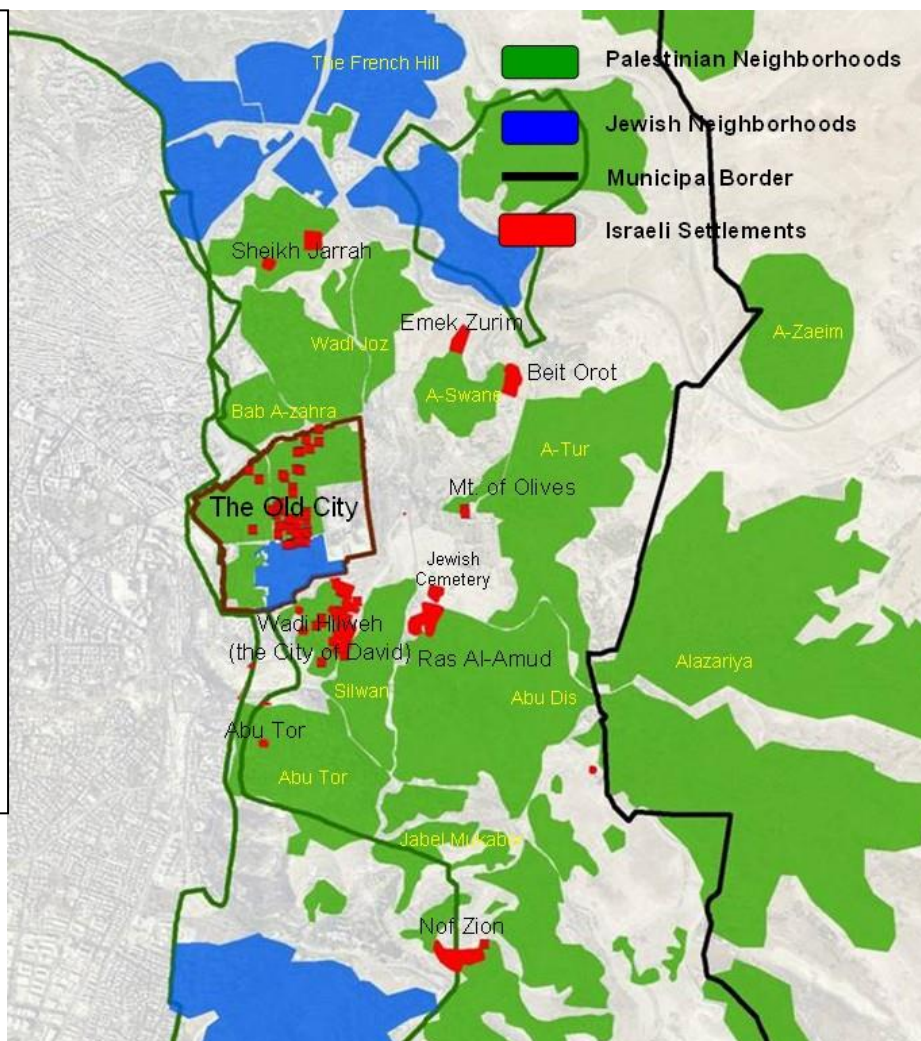 The French Hill
Palestinian Neighborhoods
Jewish Neighborhoods
Municipal Border
Israeli Settlements
Sheikh Jarrah
Emek Zurim
Wadi Joz
A-Zaeim
Beit Orot
A-Swane
Bab A-zahra
A-Tur
Mt. of Olives
The Old City
Jewish
Cemetery
Wadi Hilweh
(the City of David)
Ras Al-Amud
Alazariya
Silwan
Abu Dis
Abu Tor
Abu Tor
Jabel Mukaber
Nof Zion